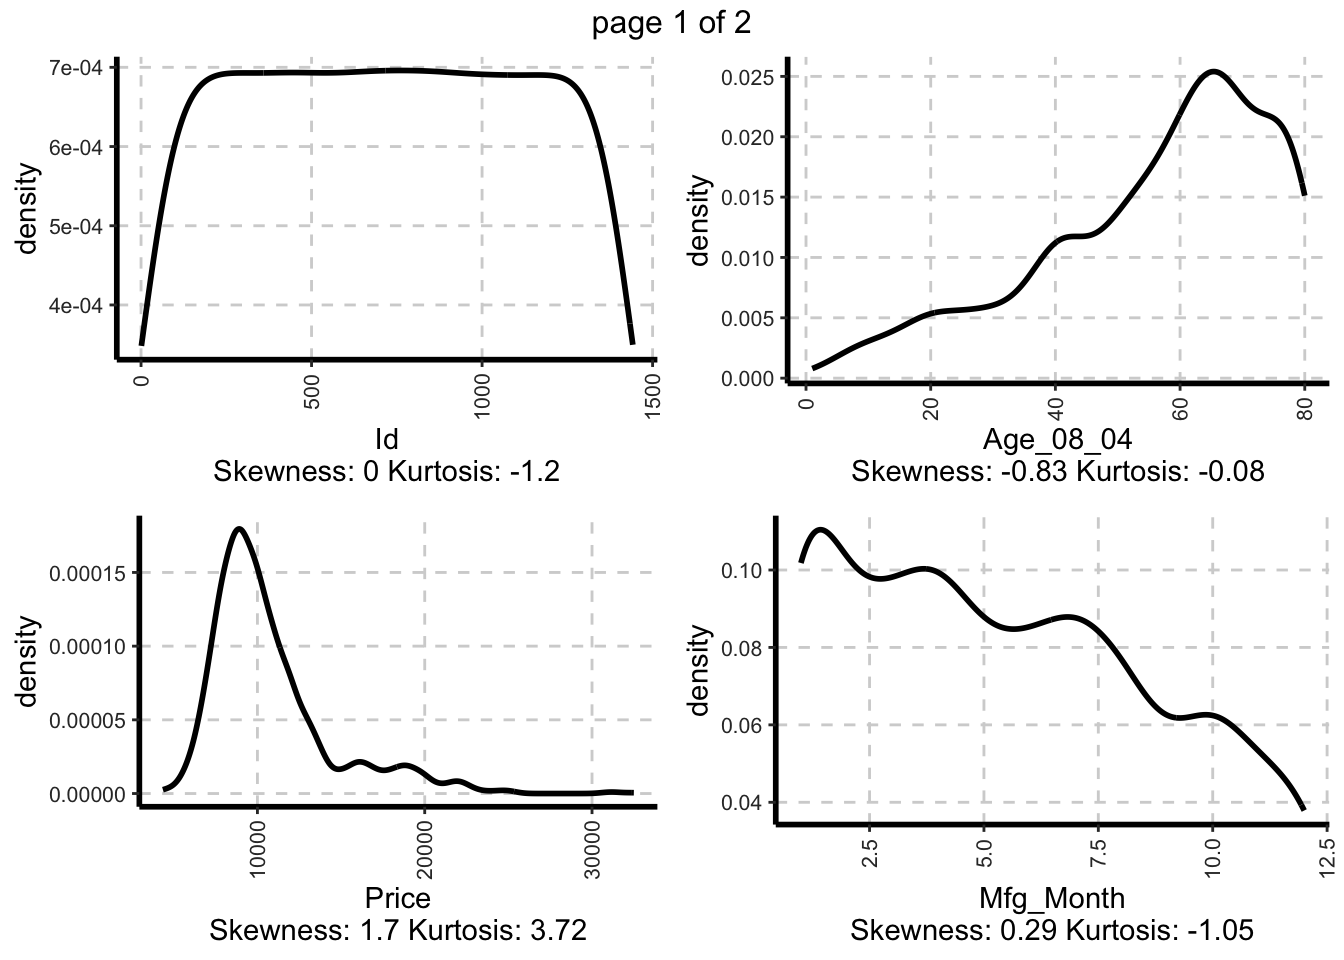 page 1 of 2
7e-04
6e-04
5e-04
4e-04
density
0 500 1000 1500
Id
Skewness: 0 Kurtosis: -1.2
0.025
0.020
0.015
0.010
0.005
0.000
density
0 20 40 60 80
Age_08_04
Skewness: -0.83 Kurtosis: -0.08
0.00015
0.00010
0.00005
0.00000
density
10000 20000 30000
Price
Skewness: 1.7 Kurtosis: 3.72
0.10
0.08
0.06
0.04
density
2.5 5.0 7.5 10.0 12.5
Mfg_Month
Skewness: 0.29 Kurtosis: -1.05